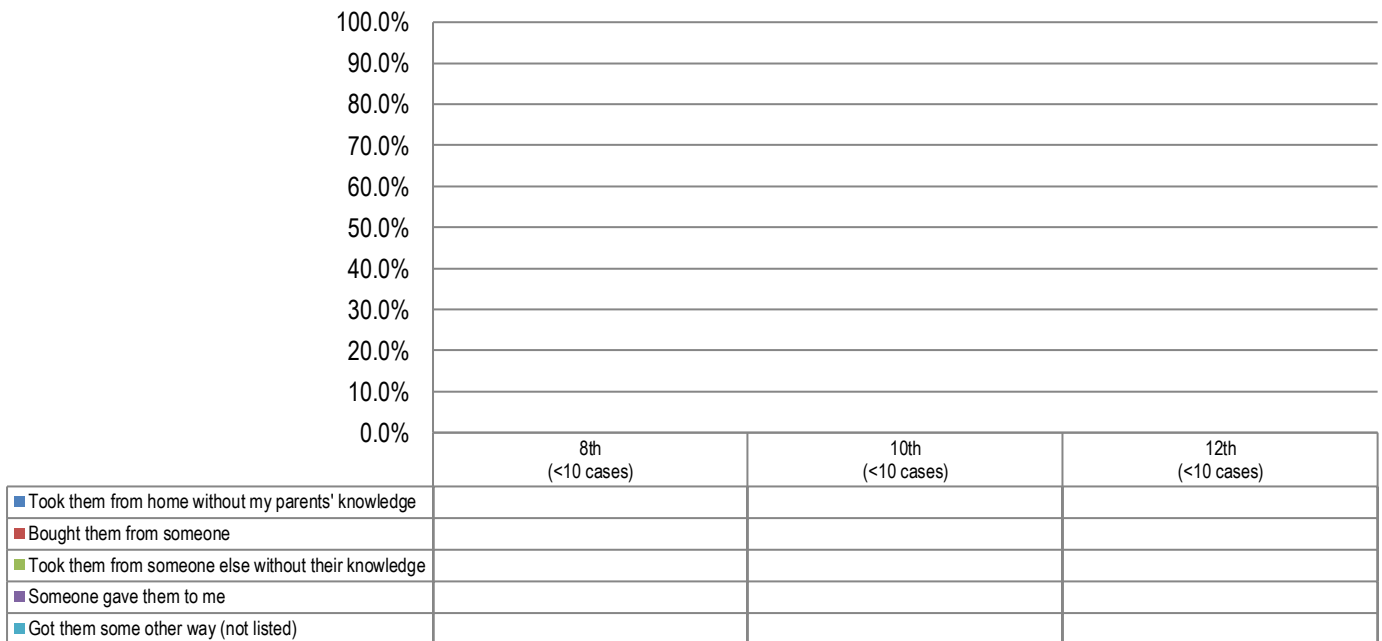 100.0%
90.0%
80.0%
70.0%
60.0%
50.0%
40.0%
30.0%
20.0%
10.0%
0.0%
8th
(<10 cases)
10th
(<10 cases)
12th
(<10 cases)
Took them from home without my parents' knowledge
Bought them from someone
Took them from someone else without their knowledge
Someone gave them to me
Got them some other way (not listed)